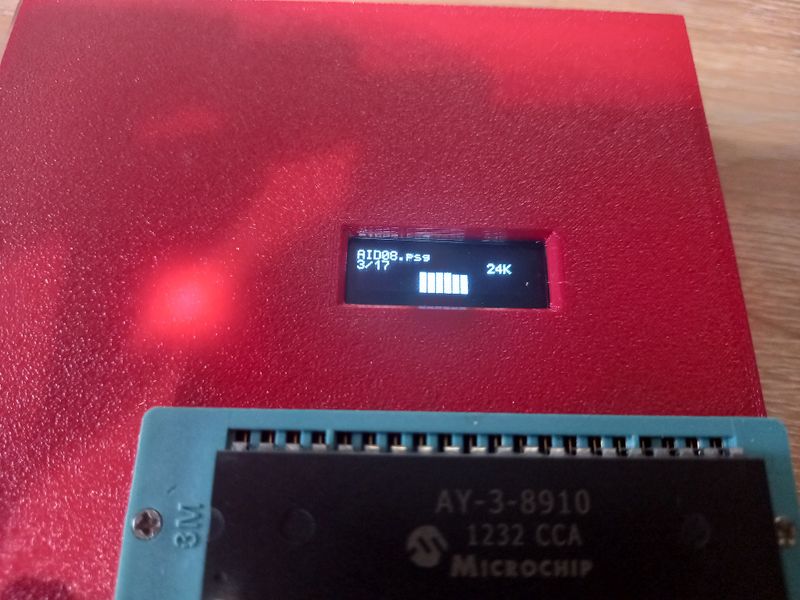 AID08.psg
3/17
24K
3M
AY-3-8910
1232 CCA
MICROCHIP